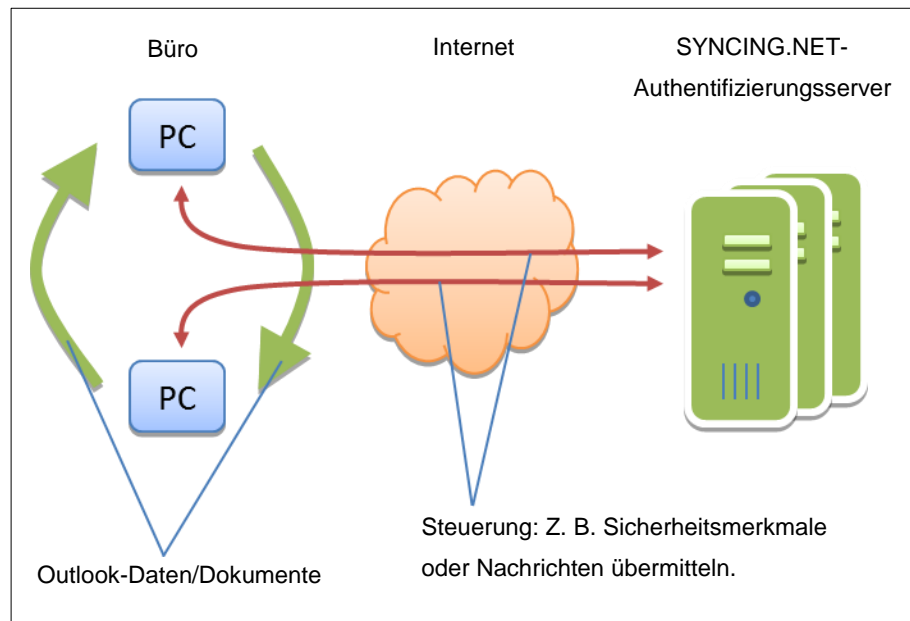 Büro
Internet
SYNCING.NET-
Authentifizierungsserver
PC
PC
Outlook-Daten/Dokumente
Steuerung: Z. B. Sicherheitsmerkmale
oder Nachrichten übermitteln.